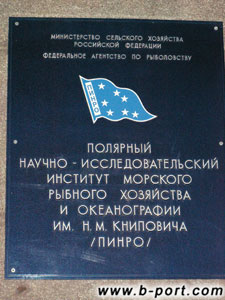 МИНИСТЕРСТВО СЕЛЬСКОГО ХОЗЯЙСТВА
РОССИЙСКОЙ ФЕДЕРАЦИИ
ФЕДЕРАЛЬНОЕ АГЕНТСТВО ПО РЫБОЛОВСТВУ
ПОЛЯРНЫЙ
НАУЧНО - ИССЛЕДОВАТЕЛЬСКИЙ
ИНСТИТУТ МОРСКОГО
РЫБНОГО ХОЗЯЙСТВА
И ОКЕАНОГРАФИИ
ИМ. Н. М. КНИПОВИЧА
/ПИНРО/
www.b-port.com